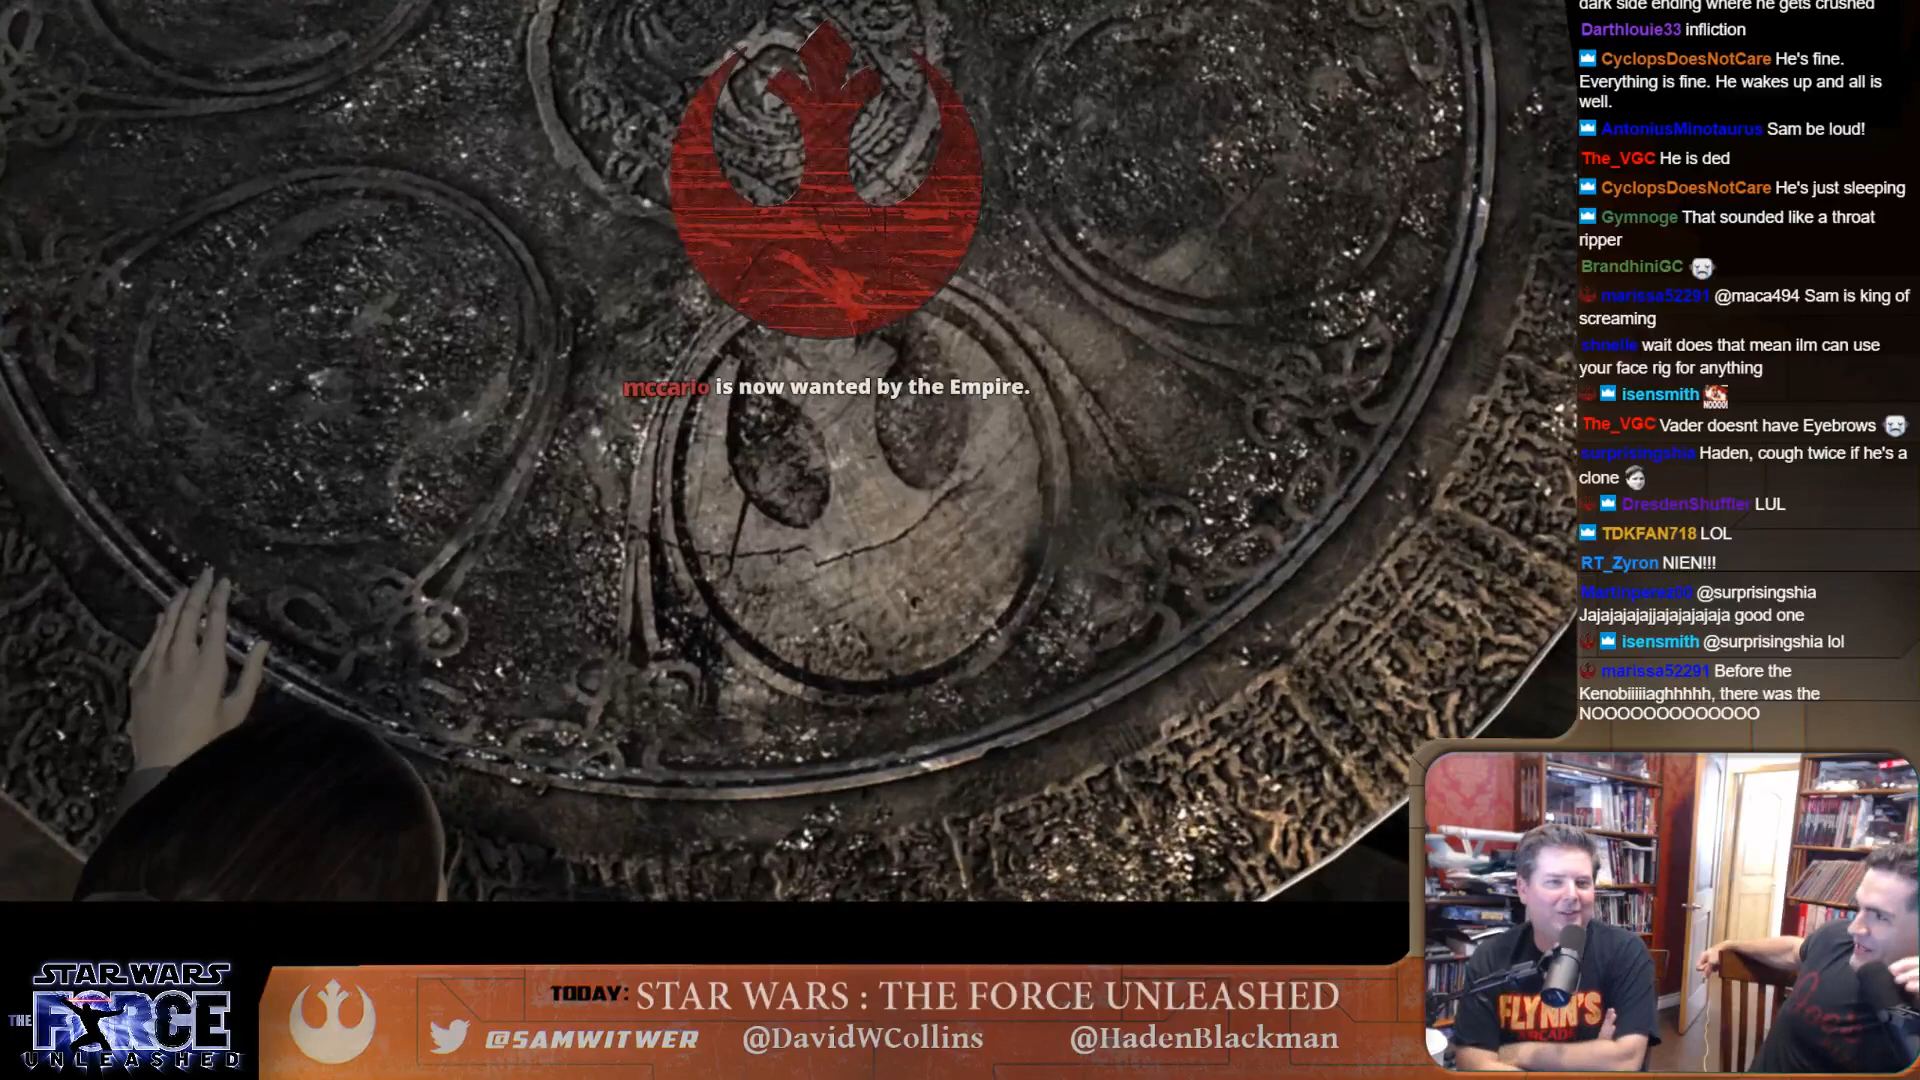 dark side ending where he gets crushed
Darthlouie33 infliction
CyclopsDoesNotCare He's fine.
Everything is fine. He wakes up and all is
well.
AntoniusMinotaurus Sam be loud!
The_VGC He is ded
CyclopsDoesNotCare He's just sleeping
Gymnoge That sounded like a throat
ripper
BrandhiniGC
marissa52291 @maca494 Sam is king of
screaming
shnelle wait does that mean ilm can use
your face rig for anything
isensmith
The_VGC Vader doesnt have Eyebrows
surprisingshia Haden, cough twice if he's a
clone
DresdenShuffler LUL
TDKFAN718 LOL
RT_Zyron NIEN!!!
Martinperez00 @surprisingshia
Jajajajajajjajajajajaja good one
isensmith @surprisingshia lol
marissa52291 Before the
Kenobiiiiiaghhhhh, there was the
NOOOOOOOOOOOOO
mccarlo is now wanted by the Empire.
STAR WARS
THE FORCE
UNLEASHED
TODAY: STAR WARS : THE FORCE UNLEASHED
@SAMWITWER @DavidWCollins @HadenBlackman
FLYNN'S